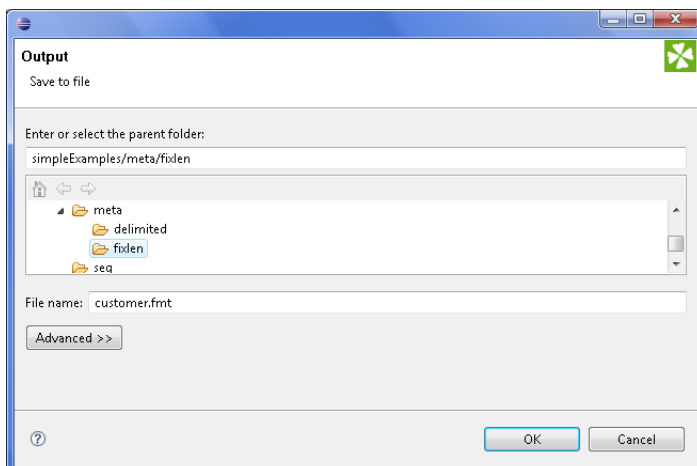 Output
Save to file
Enter or select the parent folder:
simpleExamples/meta/fixlen
meta
delimited
fixlen
seq
File name: customer.fmt
Advanced >>
OK Cancel